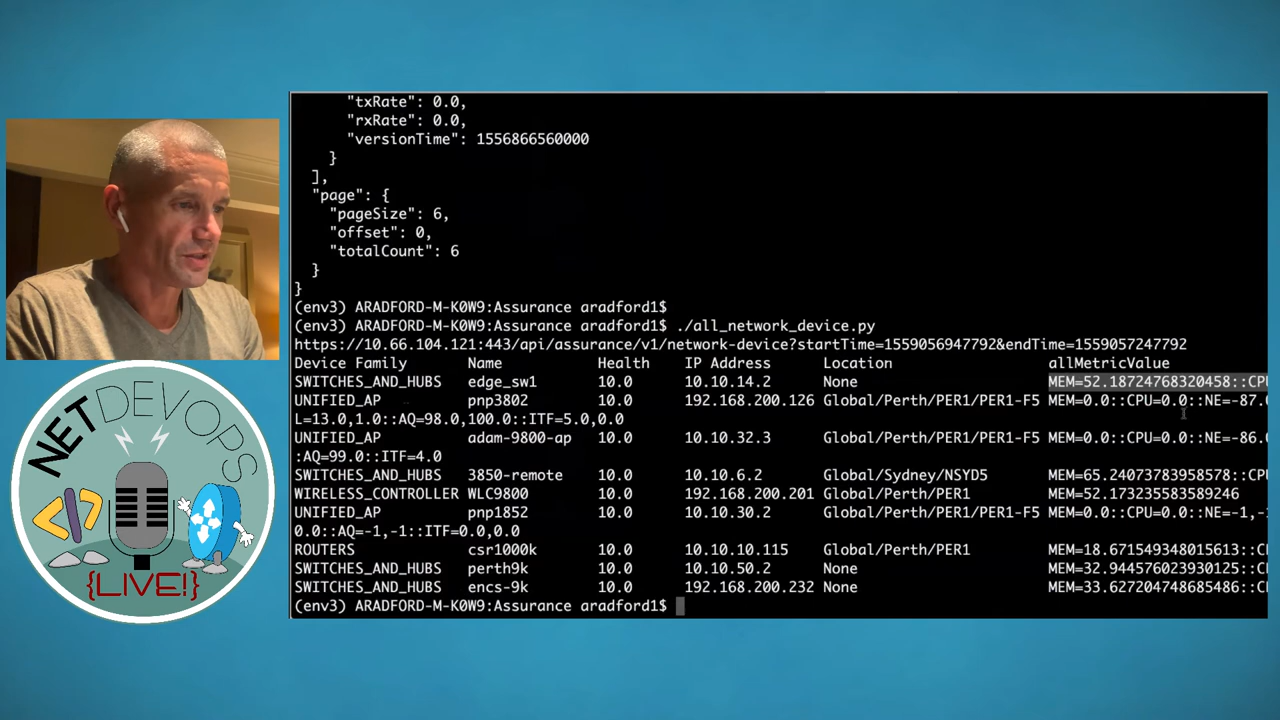 "txRate": 0.0,
"rxRate": 0.0,
"versionTime": 1556866560000
}
],
"page": {
"pageSize": 6,
"offset": 0,
"totalCount": 6
}
}
(env3) ARADFORD-M-K0W9:Assurance aradford1$
(env3) ARADFORD-M-K0W9:Assurance aradford1$ ./all_network_device.py
https://10.66.104.121:443/api/assurance/v1/network-device?startTime=1559056947792&endTime=1559057247792
Device Family Name Health IP Address Location allMetricValue
SWITCHES_AND_HUBS edge_sw1 10.0 10.10.14.2 None MEM=52.18724768320458::CPU
UNIFIED_AP pnp3802 10.0 192.168.200.126 Global/Perth/PER1/PER1-F5 MEM=0.0::CPU=0.0::NE=-87.0
L=13.0,1.0::AQ=98.0,100.0::ITF=5.0,0.0
UNIFIED_AP adam-9800-ap 10.0 10.10.32.3 Global/Perth/PER1/PER1-F5 MEM=0.0::CPU=0.0::NE=-86.0
:AQ=99.0::ITF=4.0
SWITCHES_AND_HUBS 3850-remote 10.0 10.10.6.2 Global/Sydney/NSYD5 MEM=65.24073783958578::CPU
WIRELESS_CONTROLLER WLC9800 10.0 192.168.200.201 Global/Perth/PER1 MEM=52.173235583589246
UNIFIED_AP pnp1852 10.0 10.10.30.2 Global/Perth/PER1/PER1-F5 MEM=0.0::CPU=0.0::NE=-1,-1
0.0::AQ=-1,-1::ITF=0.0,0.0
ROUTERS csr1000k 10.0 10.10.10.115 Global/Perth/PER1 MEM=18.671549348015613::CP
SWITCHES_AND_HUBS perth9k 10.0 10.10.50.2 None MEM=32.944576023930125::CP
SWITCHES_AND_HUBS encs-9k 10.0 192.168.200.232 None MEM=33.627204748685486::CP
(env3) ARADFORD-M-K0W9:Assurance aradford1$
NETDEVOPS
</>
{LIVE!}